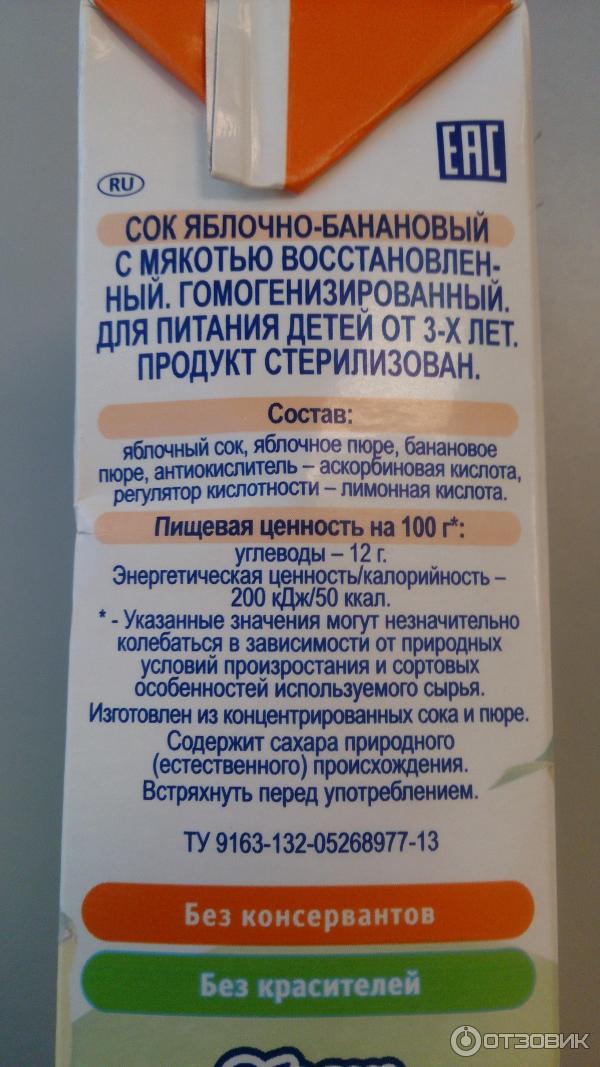 EAC
RU
СОК ЯБЛОЧНО-БАНАНОВЫЙ
С МЯКОТЬЮ ВОССТАНОВЛЕН-
НЫЙ. ГОМОГЕНИЗИРОВАННЫЙ.
ДЛЯ ПИТАНИЯ ДЕТЕЙ ОТ 3-Х ЛЕТ.
ПРОДУКТ СТЕРИЛИЗОВАН.
Состав:
яблочный сок, яблочное пюре, банановое
пюре, антиокислитель – аскорбиновая кислота,
регулятор кислотности – лимонная кислота.
Пищевая ценность на 100 г*:
углеводы – 12 г.
Энергетическая ценность/калорийность –
200 кДж/50 ккал.
* - Указанные значения могут незначительно
колебаться в зависимости от природных
условий произростания и сортовых
особенностей используемого сырья.
Изготовлен из концентрированных сока и пюре.
Содержит сахара природного
(естественного) происхождения.
Встряхнуть перед употреблением.
ТУ 9163-132-05268977-13
Без консервантов
Без красителей
ОТЗОВИК